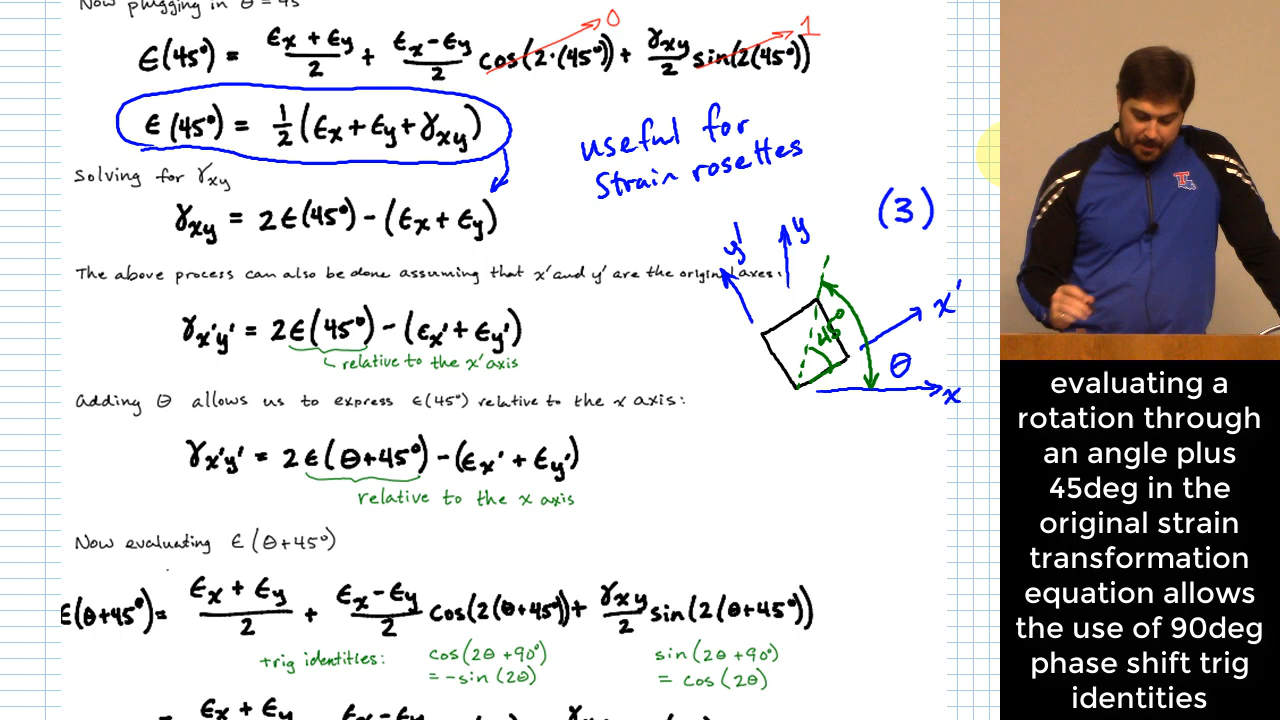 Now plugging in θ = 45°
ϵ(45°) = (ϵx + ϵy)/2 + (ϵx − ϵy)/2 cos(2·(45°)) + γxy/2 sin(2(45°))
0
1
ϵ(45°) = 1/2 (ϵx + ϵy + γxy)
useful for
strain rosettes
Solving for γxy
γxy = 2ϵ(45°) − (ϵx + ϵy)
(3)
The above process can also be done assuming that x' and y' are the original axes:
γx'y' = 2ϵ(45°) − (ϵx' + ϵy')
relative to the x' axis
y'
y
x'
45°
θ
x
adding θ allows us to express ϵ(45°) relative to the x axis:
γx'y' = 2ϵ(θ+45°) − (ϵx' + ϵy')
relative to the x axis
Now evaluating ϵ(θ+45°)
ϵ(θ+45°) = (ϵx + ϵy)/2 + (ϵx − ϵy)/2 cos(2(θ+45°)) + γxy/2 sin(2(θ+45°))
trig identities: cos(2θ + 90°) sin(2θ + 90°)
= −sin(2θ) = cos(2θ)
evaluating a
rotation through
an angle plus
45deg in the
original strain
transformation
equation allows
the use of 90deg
phase shift trig
identities